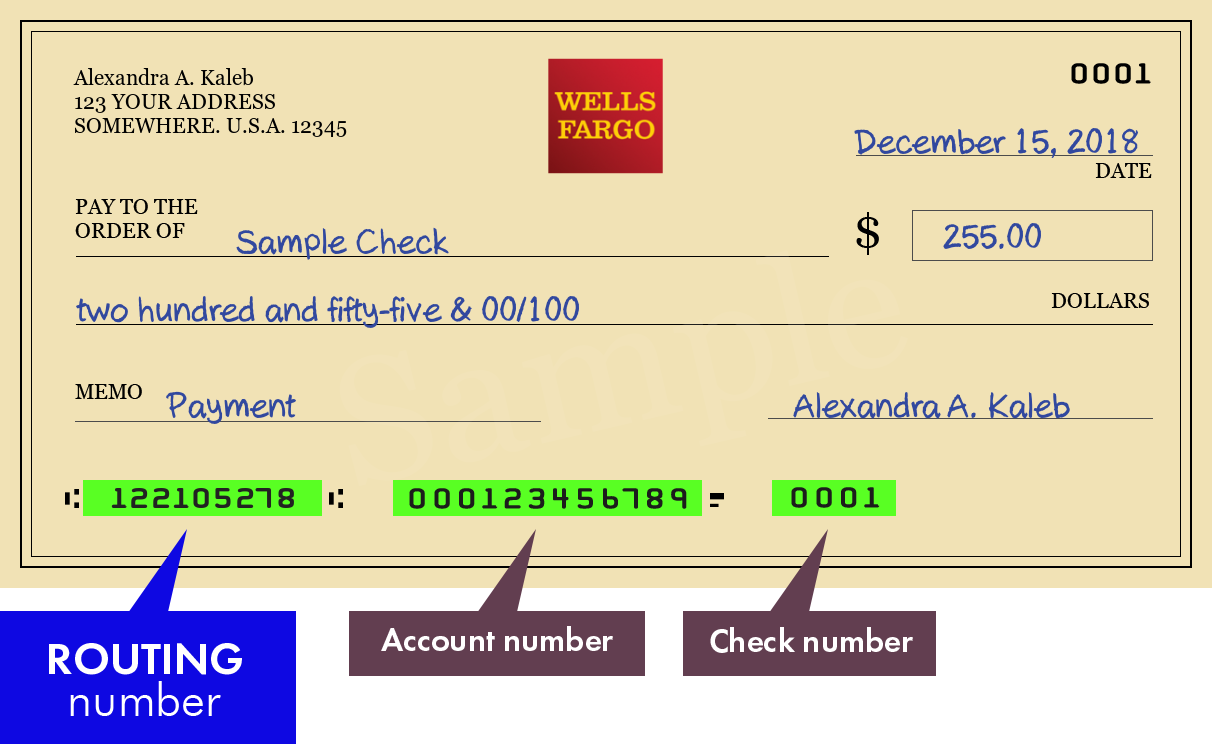 Alexandra A. Kaleb
123 YOUR ADDRESS
SOMEWHERE. U.S.A. 12345
WELLS
FARGO
0001
December 15, 2018
DATE
PAY TO THE
ORDER OF
Sample Check
$ 255.00
two hundred and fifty-five & 00/100
DOLLARS
Sample
MEMO
Payment
Alexandra A. Kaleb
⑆122105278⑆ 000123456789⑈ 0001
ROUTING
number
Account number
Check number